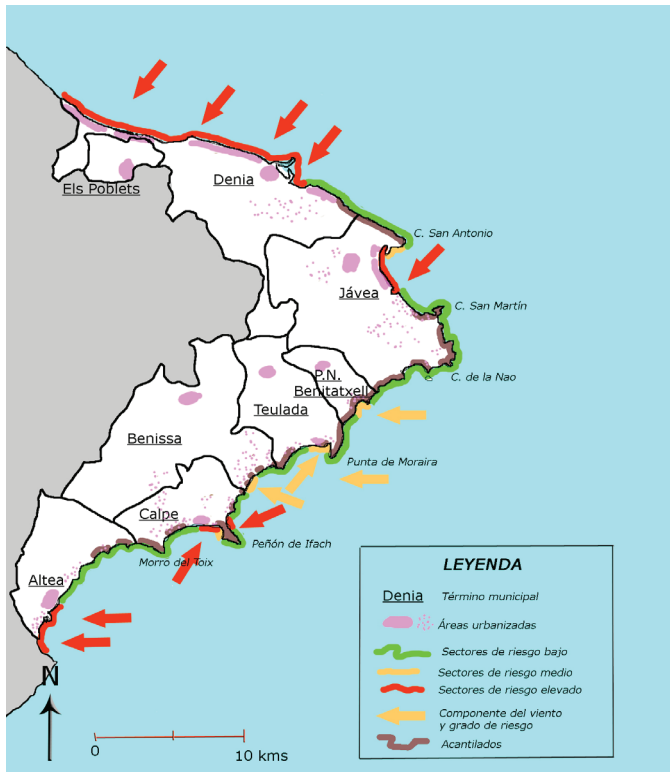 Els Poblets
Denia
C. San Antonio
Jávea
C. San Martín
P.N.
Benitatxell
C. de la Nao
Teulada
Benissa
Punta de Moraira
Calpe
Peñón de Ifach
Morro del Toix
Altea
N
0
10 kms
LEYENDA
Denia Término municipal
Áreas urbanizadas
Sectores de riesgo bajo
Sectores de riesgo medio
Sectores de riesgo elevado
Componente del viento
y grado de riesgo
Acantilados